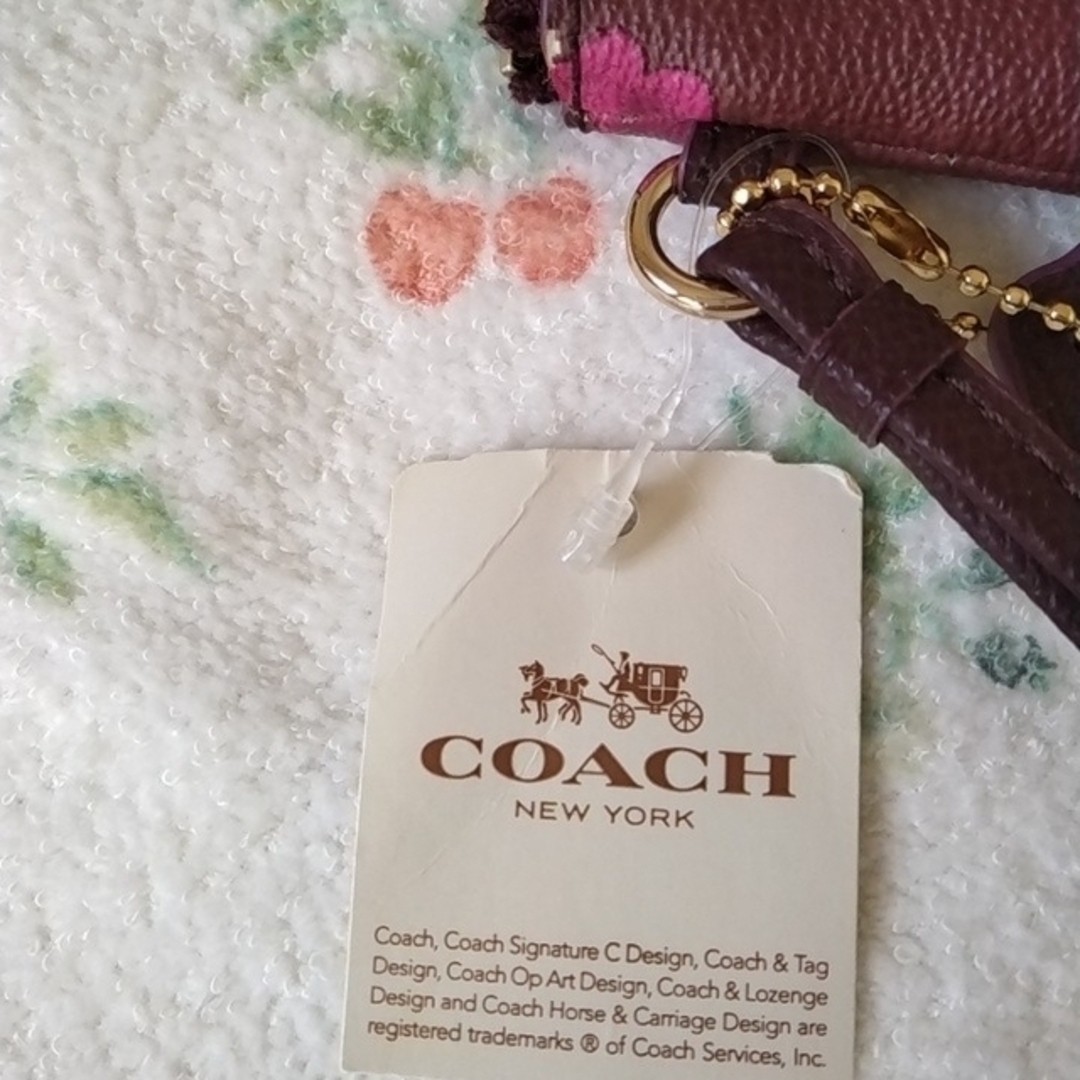 COACH
NEW YORK
Coach, Coach Signature C Design, Coach & Tag
Design, Coach Op Art Design, Coach & Lozenge
Design and Coach Horse & Carriage Design are
registered trademarks ® of Coach Services, Inc.